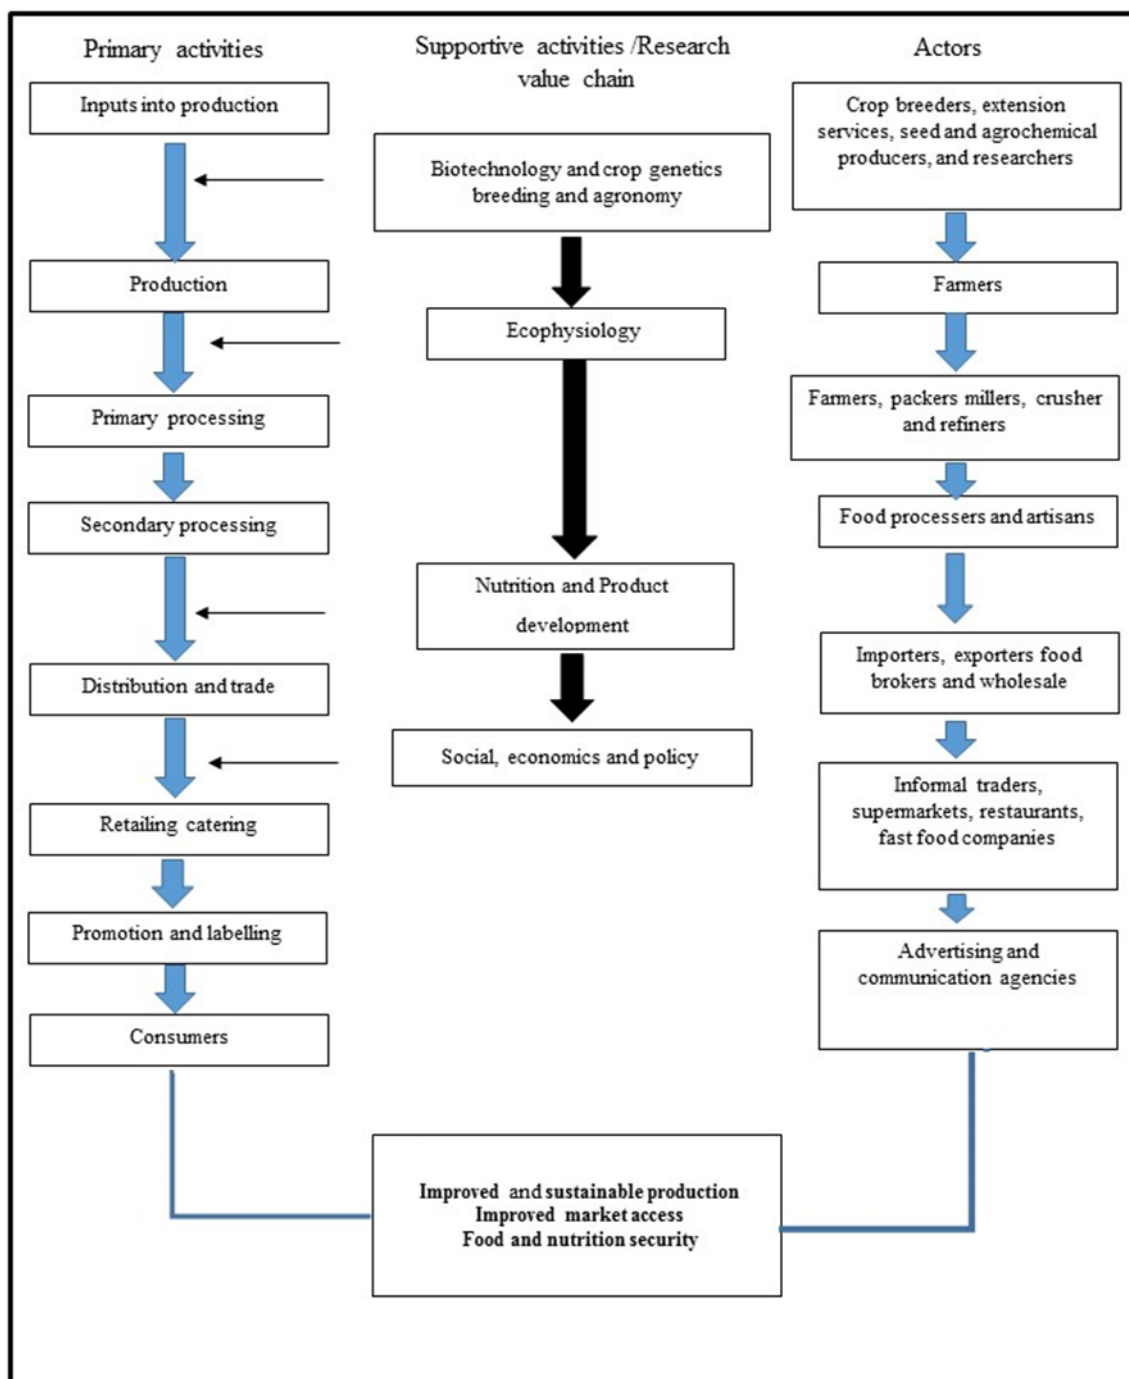 Primary activities
Inputs into production
Production
Primary processing
Secondary processing
Distribution and trade
Retailing catering
Promotion and labelling
Consumers
Supportive activities /Research
value chain
Biotechnology and crop genetics
breeding and agronomy
Ecophysiology
Nutrition and Product
development
Social, economics and policy
Actors
Crop breeders, extension
services, seed and agrochemical
producers, and researchers
Farmers
Farmers, packers millers, crusher
and refiners
Food processers and artisans
Importers, exporters food
brokers and wholesale
Informal traders,
supermarkets, restaurants,
fast food companies
Advertising and
communication agencies
Improved and sustainable production
Improved market access
Food and nutrition security